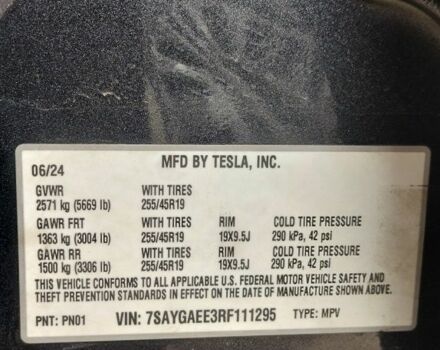 MFD BY TESLA, INC.
06/24
GVWR WITH TIRES
2571 kg (5669 lb) 255/45R19
GAWR FRT WITH TIRES RIM COLD TIRE PRESSURE
1363 kg (3004 lb) 255/45R19 19X9.5J 290 kPa, 42 psi
GAWR RR WITH TIRES RIM COLD TIRE PRESSURE
1500 kg (3306 lb) 255/45R19 19X9.5J 290 kPa, 42 psi
THIS VEHICLE CONFORMS TO ALL APPLICABLE U.S. FEDERAL MOTOR VEHICLE SAFETY AND
THEFT PREVENTION STANDARDS IN EFFECT ON THE DATE OF MANUFACTURE SHOWN ABOVE.
PNT: PN01 VIN: 7SAYGAEE3RF111295 TYPE: MPV